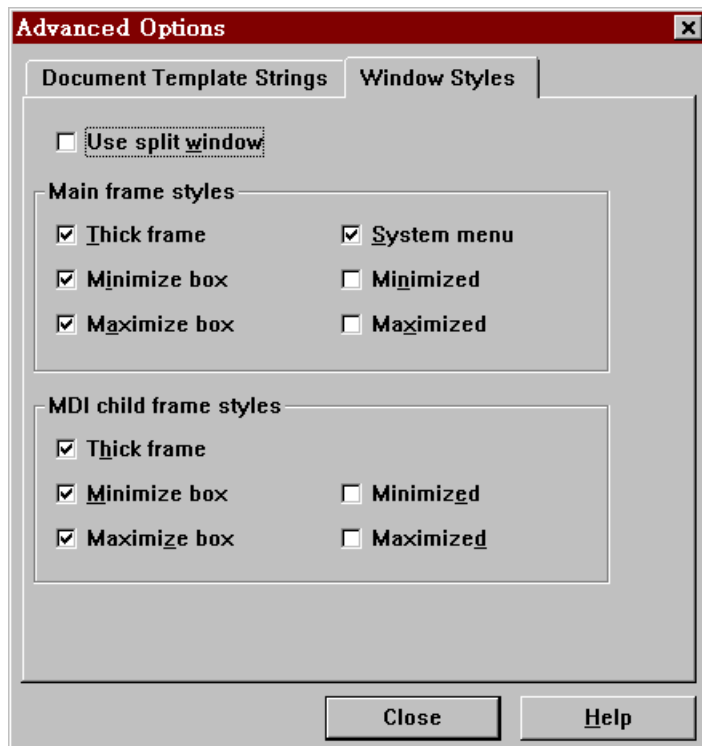 Advanced Options
Document Template Strings
Window Styles
Use split window
Main frame styles
Thick frame
System menu
Minimize box
Minimized
Maximize box
Maximized
MDI child frame styles
Thick frame
Minimize box
Minimized
Maximize box
Maximized
Close
Help